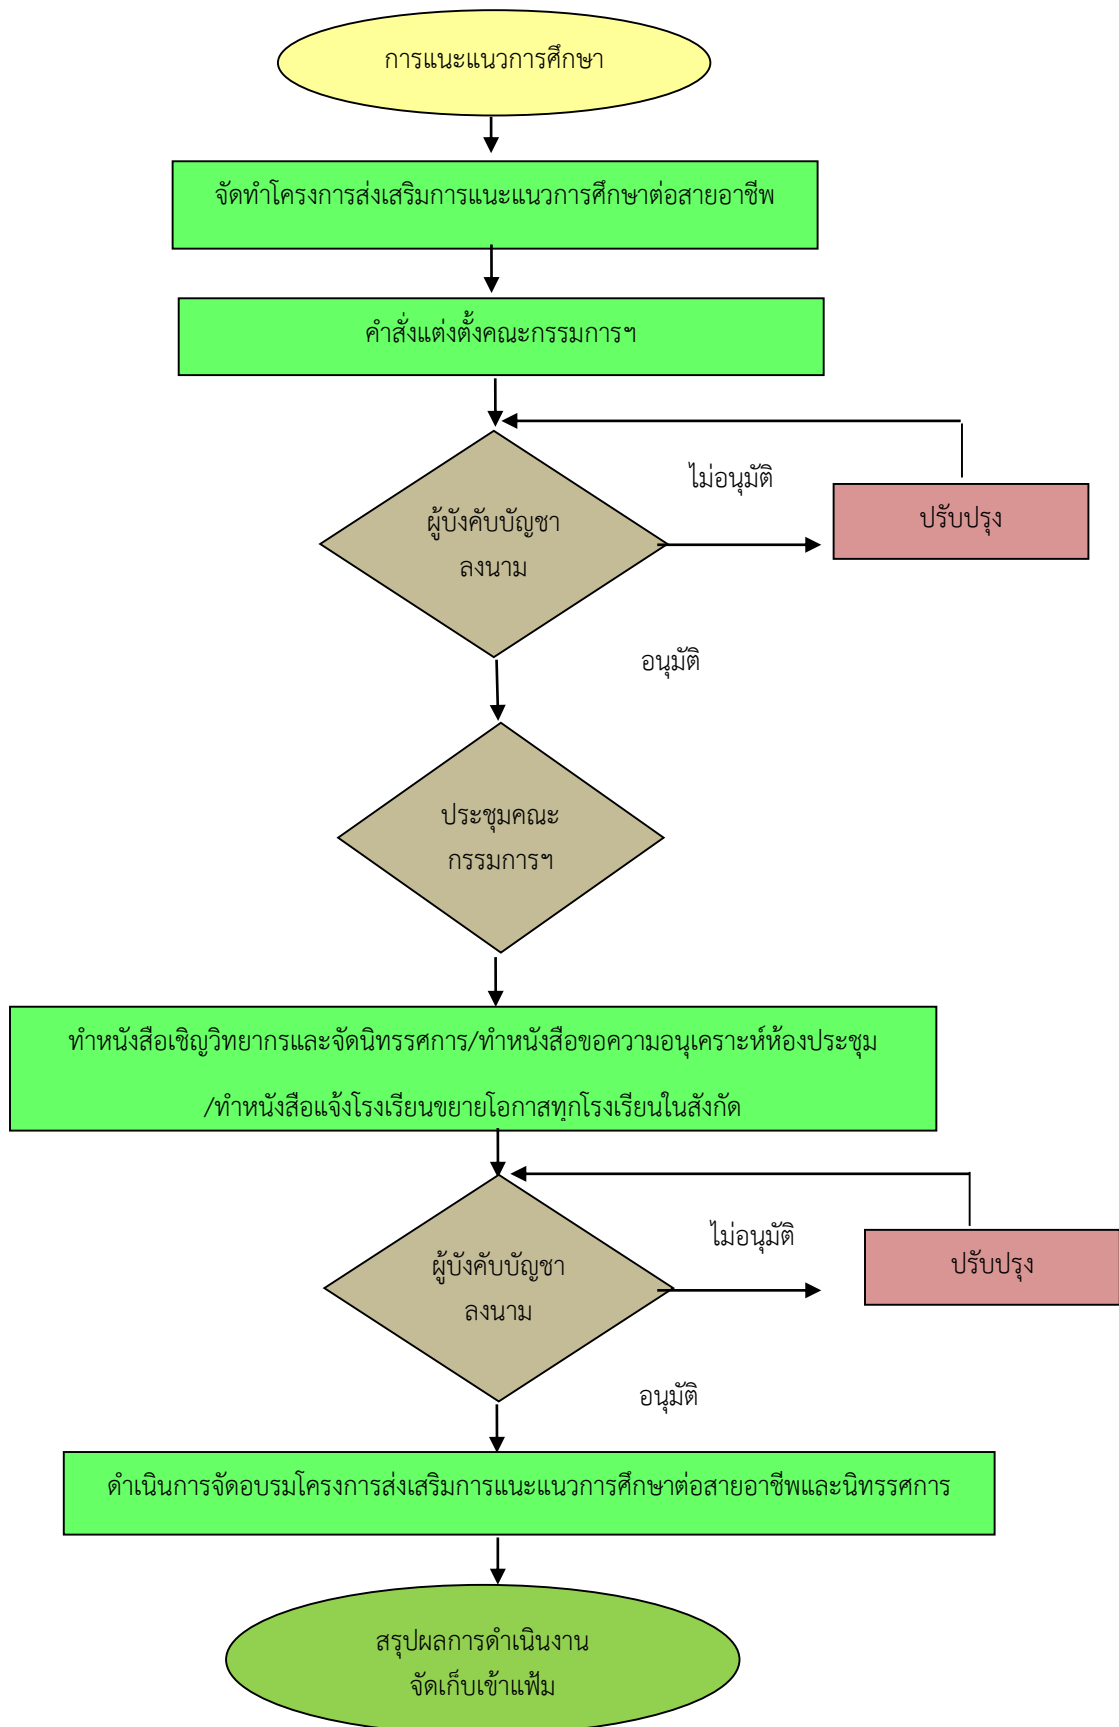 การแนะแนวการศึกษา
จัดทำโครงการส่งเสริมการแนะแนวการศึกษาต่อสายอาชีพ
คำสั่งแต่งตั้งคณะกรรมการฯ
ไม่อนุมัติ
ปรับปรุง
ผู้บังคับบัญชา
ลงนาม
อนุมัติ
ประชุมคณะ
กรรมการฯ
ทำหนังสือเชิญวิทยากรและจัดนิทรรศการ/ทำหนังสือขอความอนุเคราะห์ห้องประชุม
/ทำหนังสือแจ้งโรงเรียนขยายโอกาสทุกโรงเรียนในสังกัด
ไม่อนุมัติ
ปรับปรุง
ผู้บังคับบัญชา
ลงนาม
อนุมัติ
ดำเนินการจัดอบรมโครงการส่งเสริมการแนะแนวการศึกษาต่อสายอาชีพและนิทรรศการ
สรุปผลการดำเนินงาน
จัดเก็บเข้าแฟ้ม